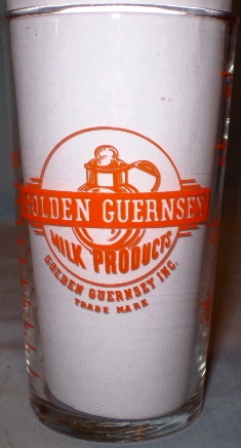 GOLDEN GUERNSEY
MILK PRODUCTS
GOLDEN GUERNSEY INC.
TRADE MARK